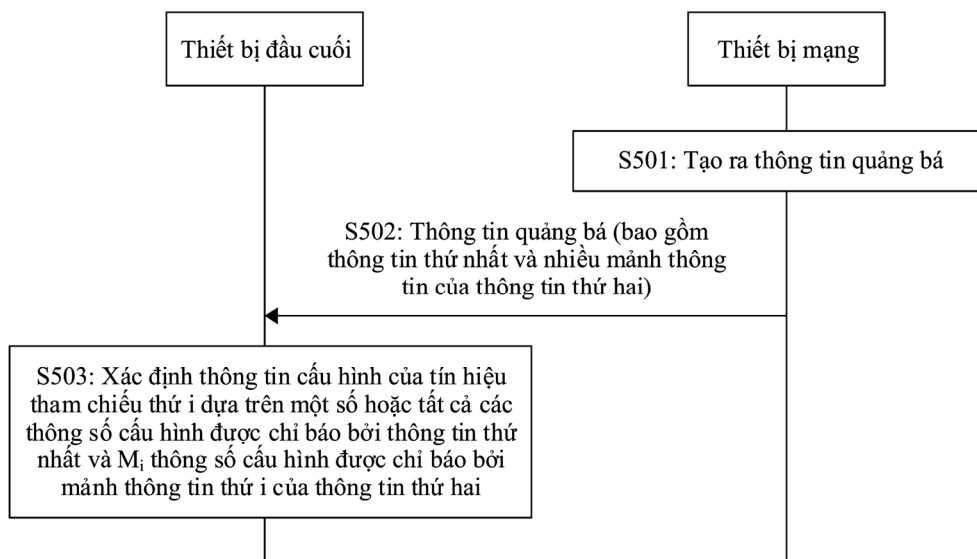 Thiết bị đầu cuối
Thiết bị mạng
S501: Tạo ra thông tin quảng bá
S502: Thông tin quảng bá (bao gồm
thông tin thứ nhất và nhiều mảnh thông
tin của thông tin thứ hai)
S503: Xác định thông tin cấu hình của tín hiệu
tham chiếu thứ i dựa trên một số hoặc tất cả các
thông số cấu hình được chỉ báo bởi thông tin thứ
nhất và Mᵢ thông số cấu hình được chỉ báo bởi
mảnh thông tin thứ i của thông tin thứ hai